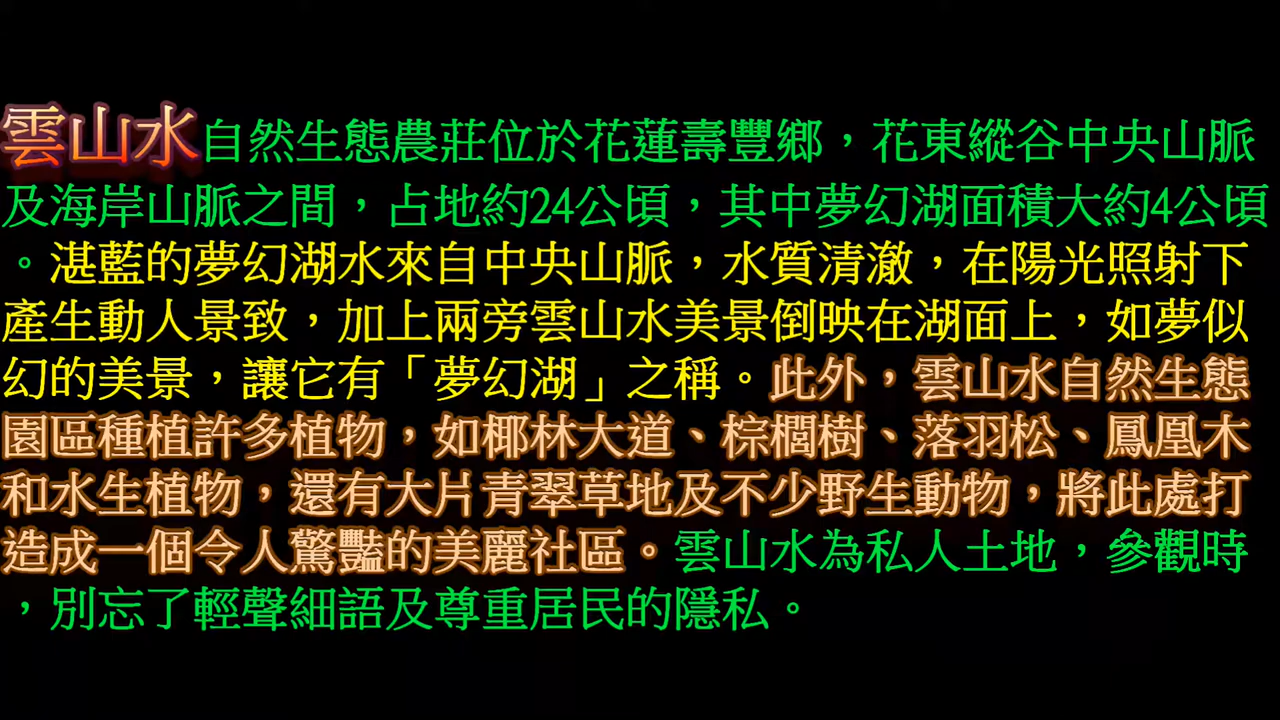 雲山水自然生態農莊位於花蓮壽豐鄉，花東縱谷中央山脈
及海岸山脈之間，占地約24公頃，其中夢幻湖面積大約4公頃
。湛藍的夢幻湖水來自中央山脈，水質清澈，在陽光照射下
產生動人景致，加上兩旁雲山水美景倒映在湖面上，如夢似
幻的美景，讓它有「夢幻湖」之稱。此外，雲山水自然生態
園區種植許多植物，如椰林大道、棕櫚樹、落羽松、鳳凰木
和水生植物，還有大片青翠草地及不少野生動物，將此處打
造成一個令人驚豔的美麗社區。雲山水為私人土地，參觀時
，別忘了輕聲細語及尊重居民的隱私。